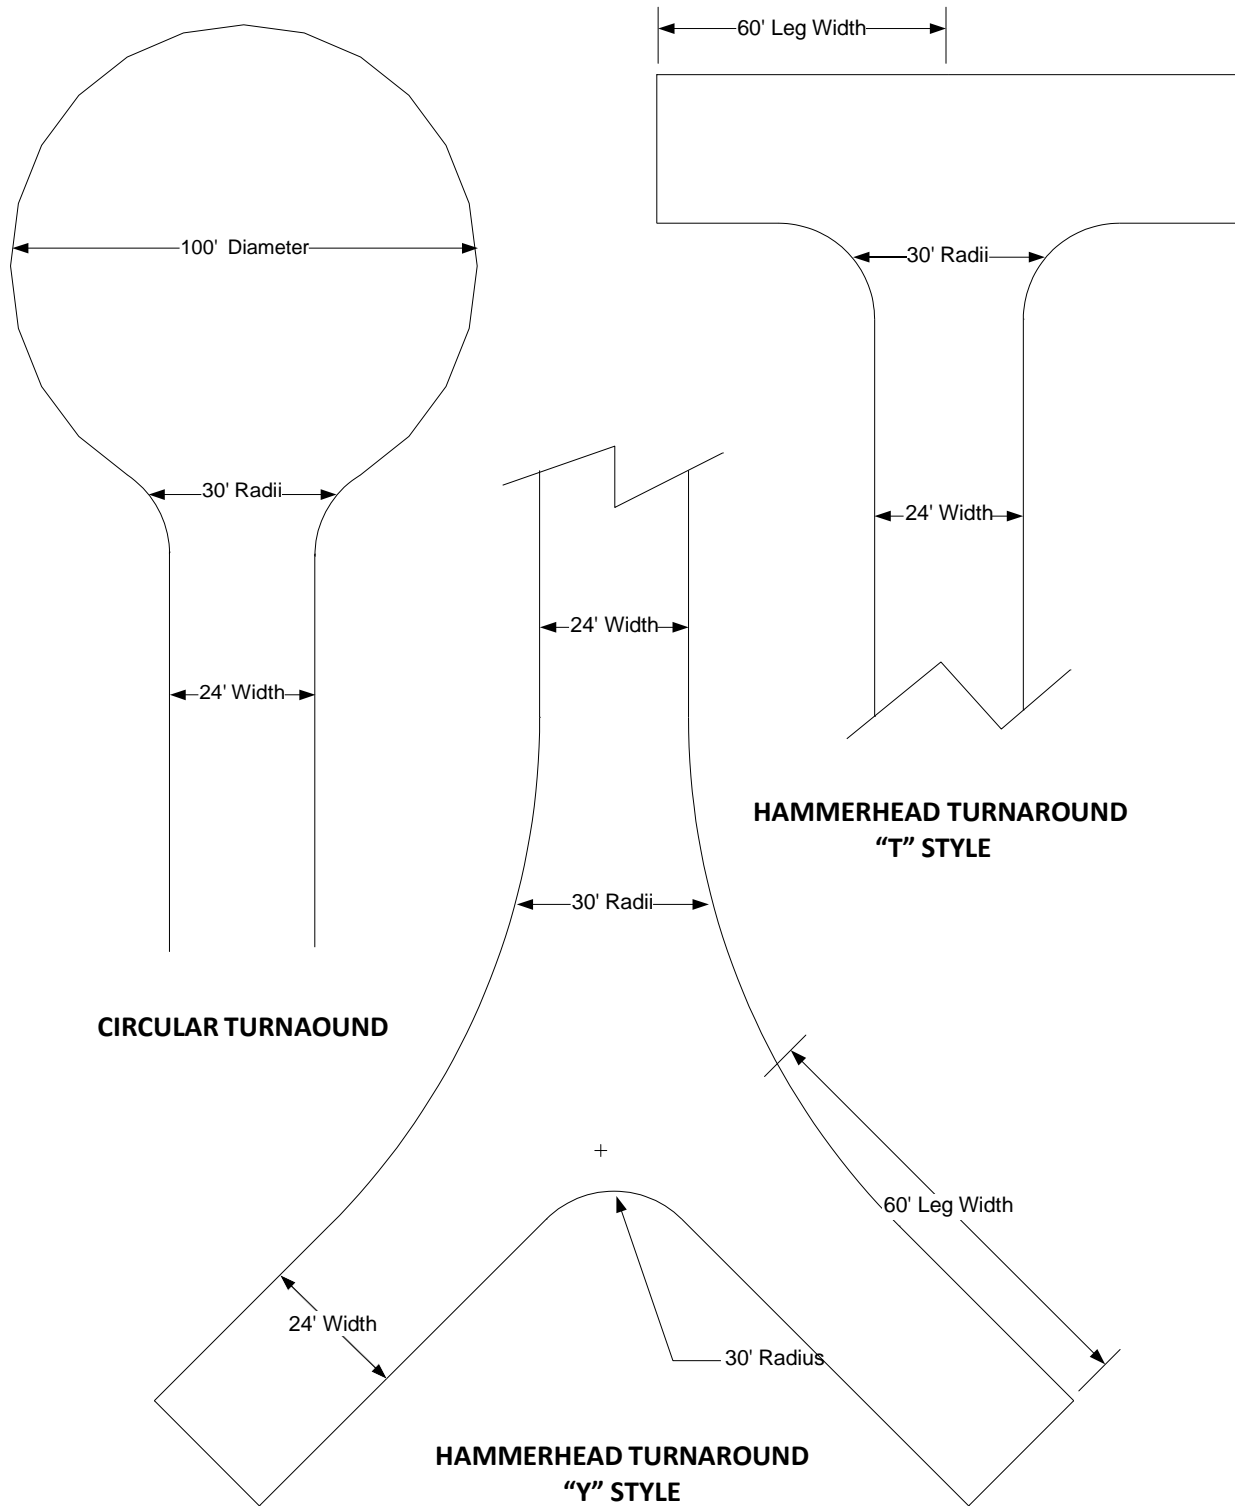 60' Leg Width
100' Diameter
30' Radii
30' Radii
24' Width
24' Width
24' Width
HAMMERHEAD TURNAROUND
“T” STYLE
30' Radii
CIRCULAR TURNAOUND
60' Leg Width
24' Width
30' Radius
HAMMERHEAD TURNAROUND
“Y” STYLE